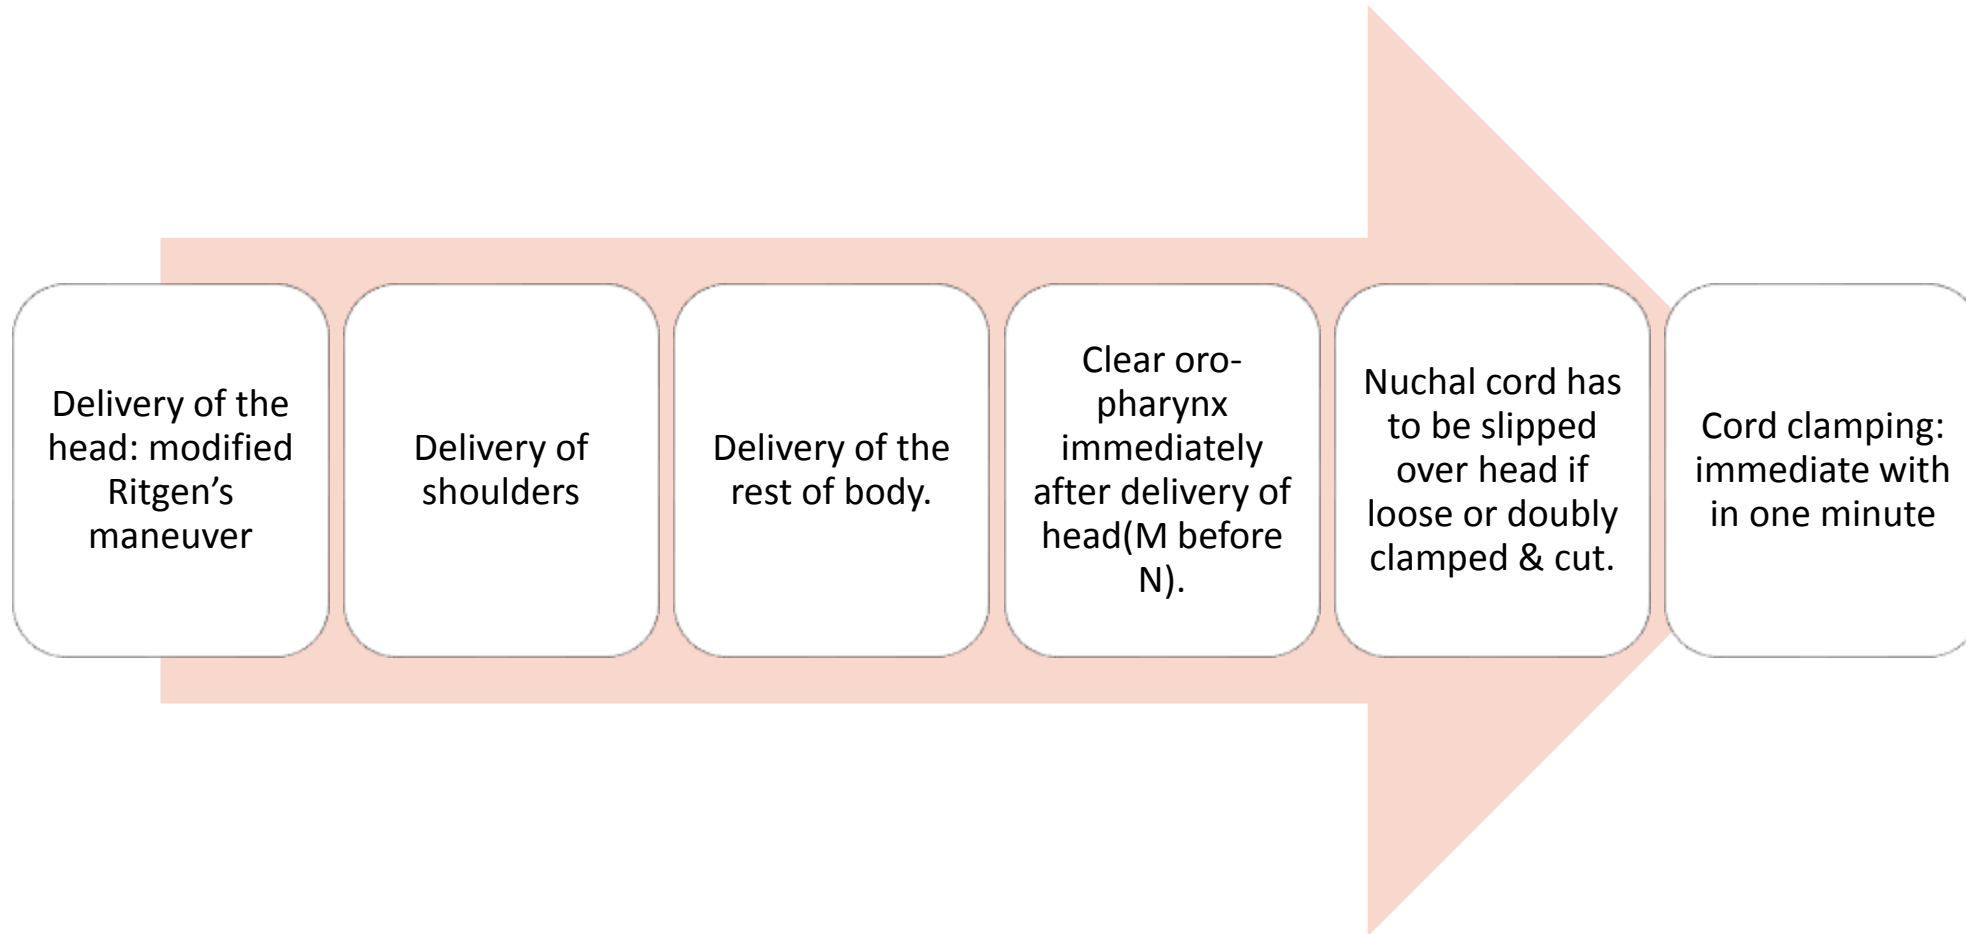 Delivery of the
head: modified
Ritgen’s
maneuver
Delivery of
shoulders
Delivery of the
rest of body.
Clear oro-
pharynx
immediately
after delivery of
head(M before
N).
Nuchal cord has
to be slipped
over head if
loose or doubly
clamped & cut.
Cord clamping:
immediate with
in one minute